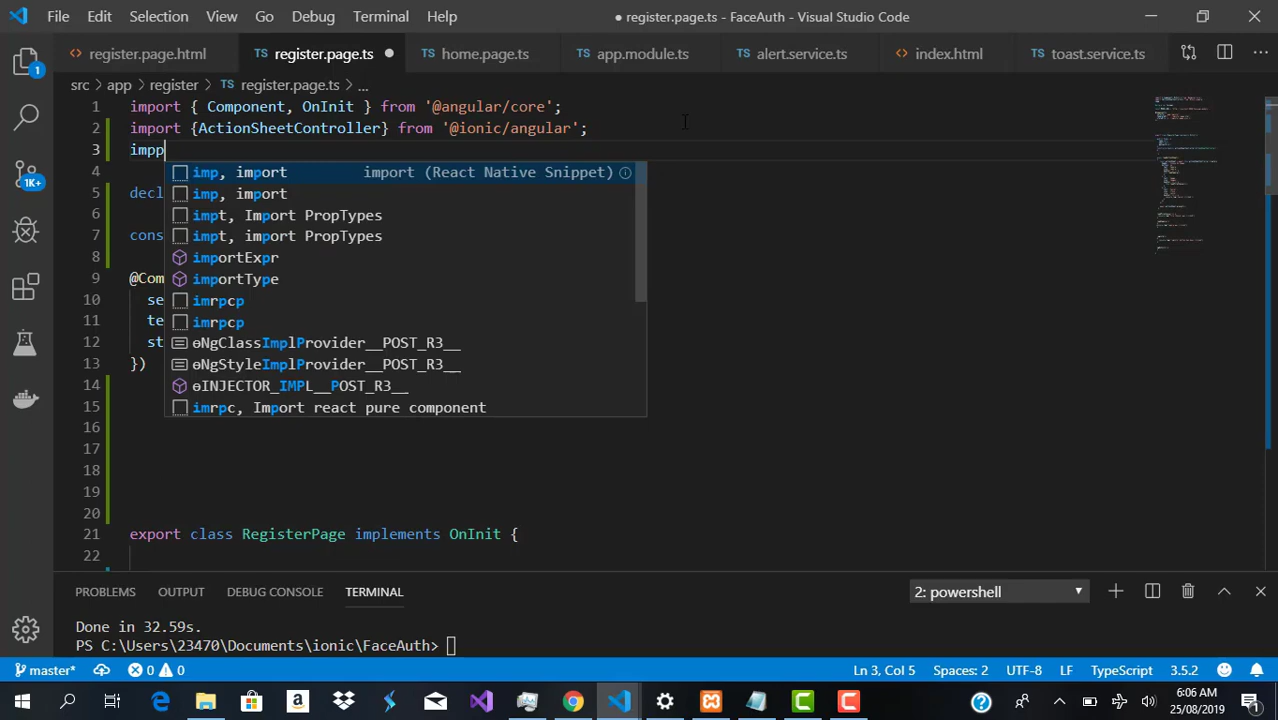 File Edit Selection View Go Debug Terminal Help ● register.page.ts - FaceAuth - Visual Studio Code
<> register.page.html TS register.page.ts ● TS home.page.ts TS app.module.ts TS alert.service.ts <> index.html TS toast.service.ts ...
src › app › register › TS register.page.ts › ...
1 import { Component, OnInit } from '@angular/core';
2 import {ActionSheetController} from '@ionic/angular';
3 impp
imp, import import (React Native Snippet)
4
imp, import
5 decl
6 impt, Import PropTypes
7 cons impt, import PropTypes
8 importExpr
9 @Com importType
10 se imrpcp
11 te imrpcp
12 st ɵNgClassImplProvider__POST_R3__
13 }) ɵNgStyleImplProvider__POST_R3__
14 ɵINJECTOR_IMPL__POST_R3__
15 imrpc, Import react pure component
16
17
18
19
20
21 export class RegisterPage implements OnInit {
22
PROBLEMS OUTPUT DEBUG CONSOLE TERMINAL 2: powershell
Done in 32.59s.
PS C:\Users\23470\Documents\ionic\FaceAuth>
1
1K+
master* 0 0 Ln 3, Col 5 Spaces: 2 UTF-8 LF TypeScript 3.5.2 1
6:06 AM
25/08/2019
1